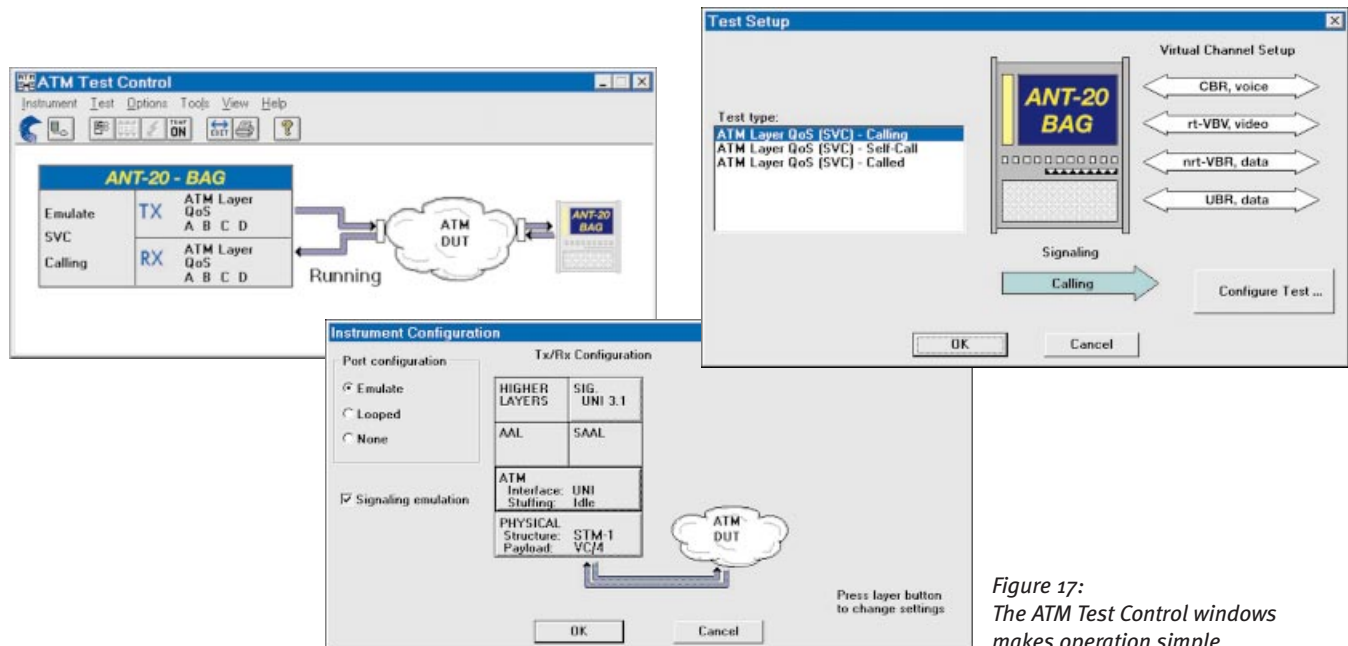 ATM Test Control
Instrument Test Options Tools View Help
TEST ON
EXIT
ANT-20 - BAG
Emulate
SVC
Calling
TX
ATM Layer
QoS
A B C D
RX
ATM Layer
QoS
A B C D
Running
ATM
DUT
ANT-20
BAG
Test Setup
Test type:
ATM Layer QoS (SVC) - Calling
ATM Layer QoS (SVC) - Self-Call
ATM Layer QoS (SVC) - Called
ANT-20
BAG
Virtual Channel Setup
CBR, voice
rt-VBV, video
nrt-VBR, data
UBR, data
Signaling
Calling
Configure Test ...
OK
Cancel
Instrument Configuration
Port configuration
Emulate
Looped
None
Signaling emulation
Tx/Rx Configuration
HIGHER
LAYERS
SIG.
UNI 3.1
AAL
SAAL
ATM
Interface: UNI
Stuffing: Idle
PHYSICAL
Structure: STM-1
Payload: VC/4
ATM
DUT
Press layer button
to change settings
OK
Cancel
Figure 17:
The ATM Test Control windows
makes operation simple